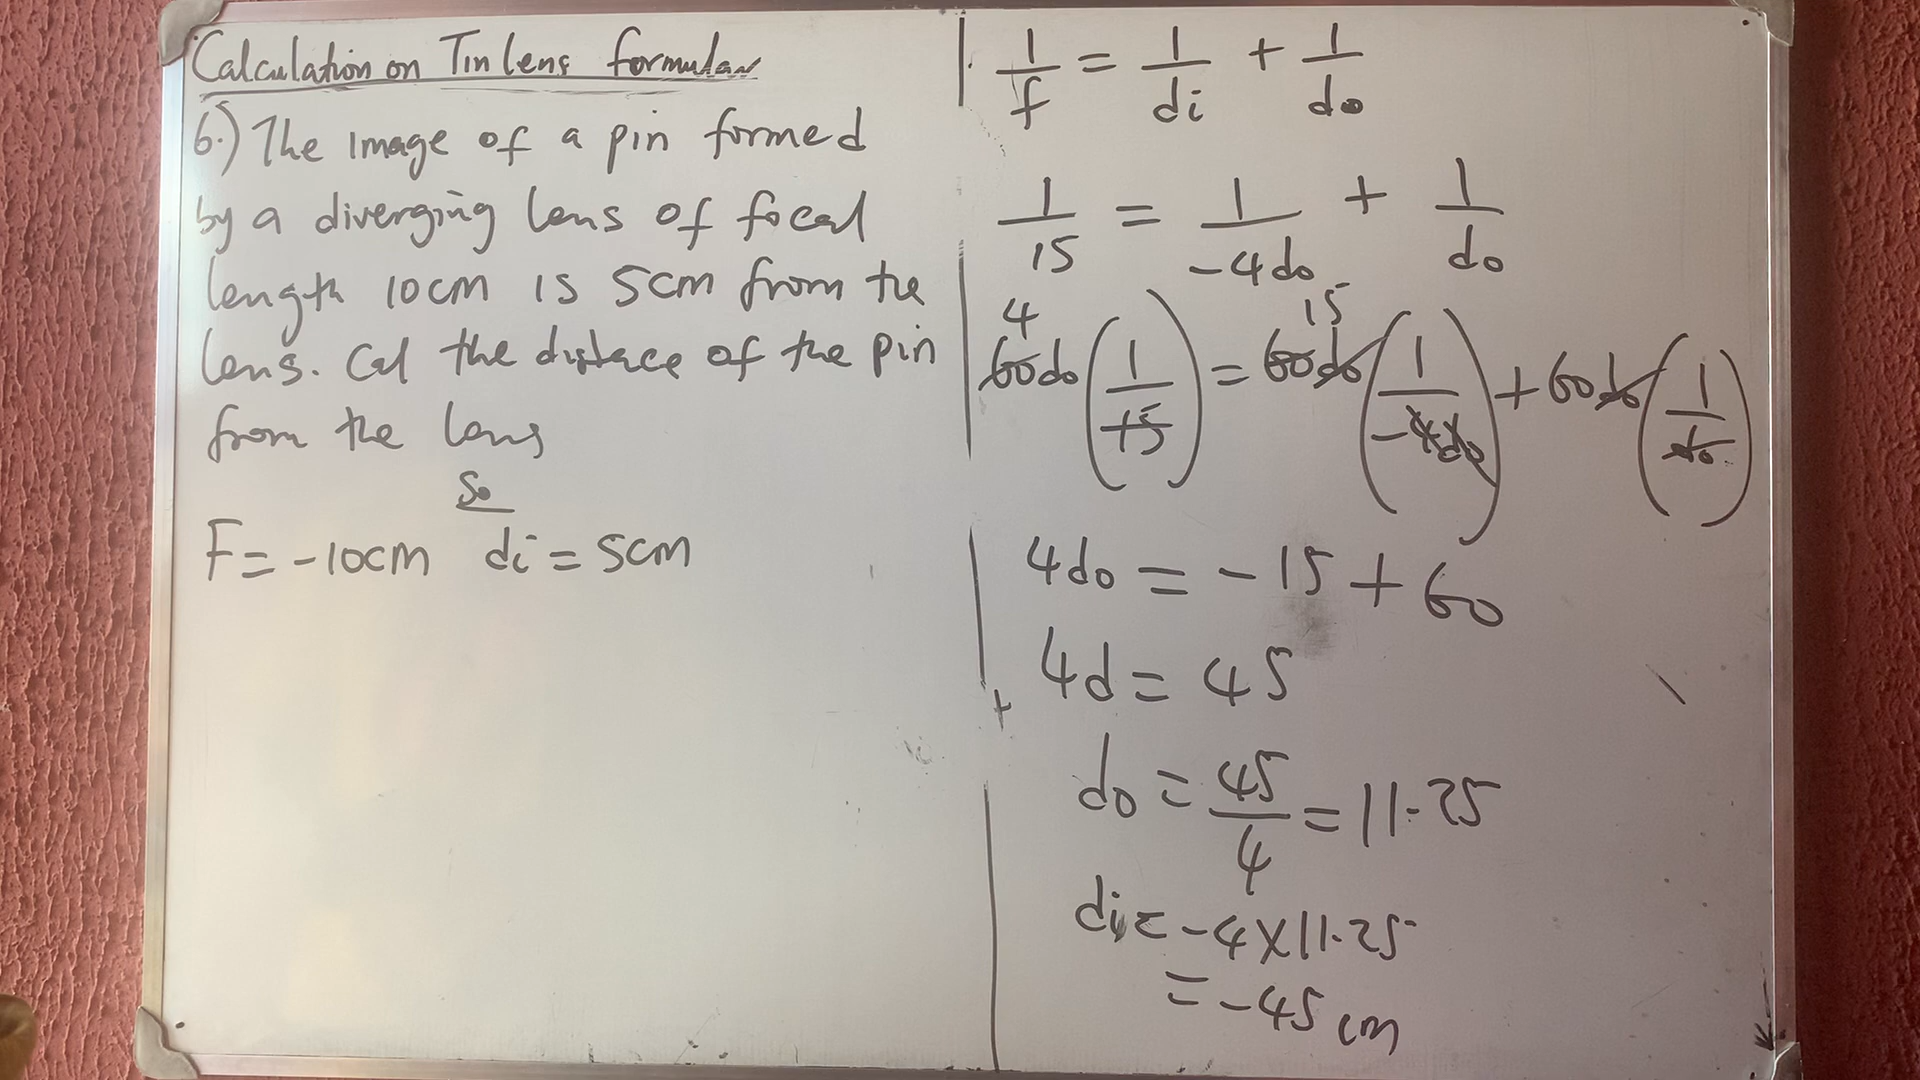 Calculation on Tin lens formular
6.) The image of a pin formed
by a diverging lens of focal
length 10cm is 5cm from the
lens. Cal the distace of the pin
from the lens
So
F = -10cm di = 5cm
1/f = 1/di + 1/do
1/15 = 1/-4do + 1/do
4 15
60do (1/15) = 60do (1/-4do) + 60do (1/do)
4do = -15 + 60
4d = 45
do = 45/4 = 11.25
di = -4 x 11.25
= -45 cm